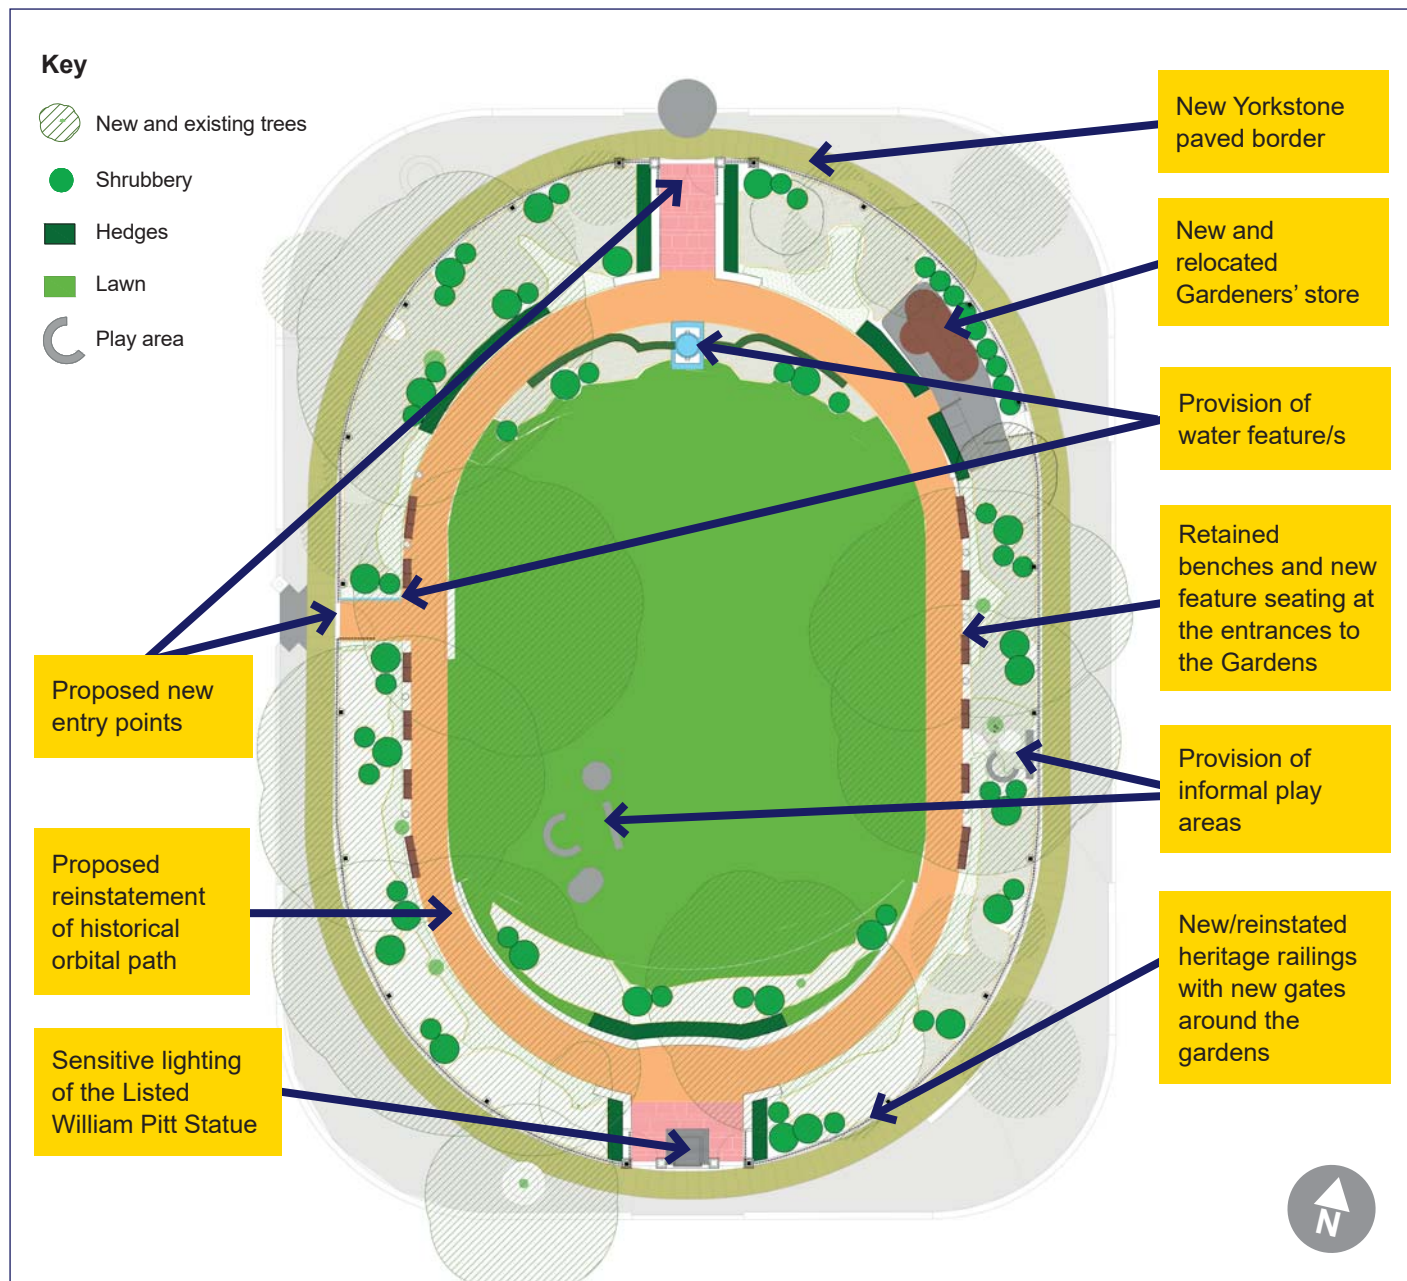 Key
New and existing trees
Shrubbery
Hedges
Lawn
Play area
New Yorkstone
paved border
New and
relocated
Gardeners’ store
Provision of
water feature/s
Retained
benches and new
feature seating at
the entrances to
the Gardens
Provision of
informal play
areas
New/reinstated
heritage railings
with new gates
around the
gardens
Proposed new
entry points
Proposed
reinstatement
of historical
orbital path
Sensitive lighting
of the Listed
William Pitt Statue
N